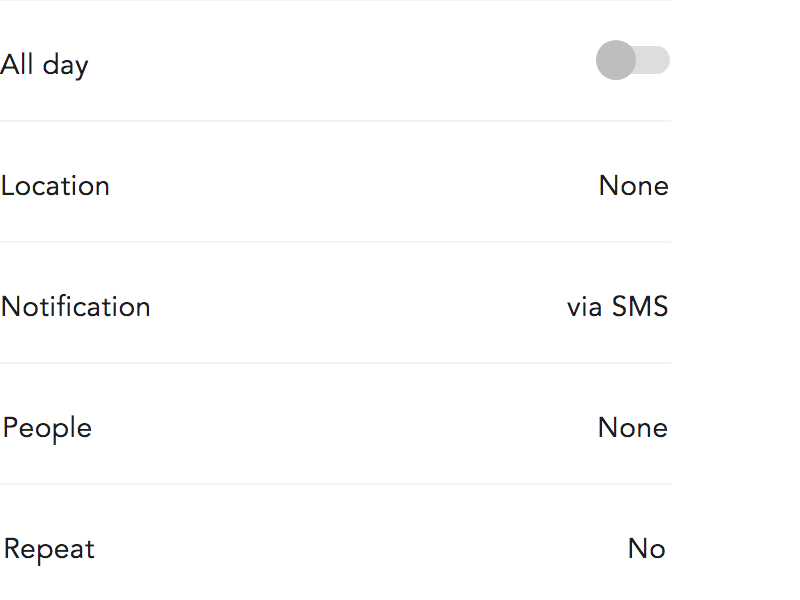 All day
Location None
Notification via SMS
People None
Repeat No